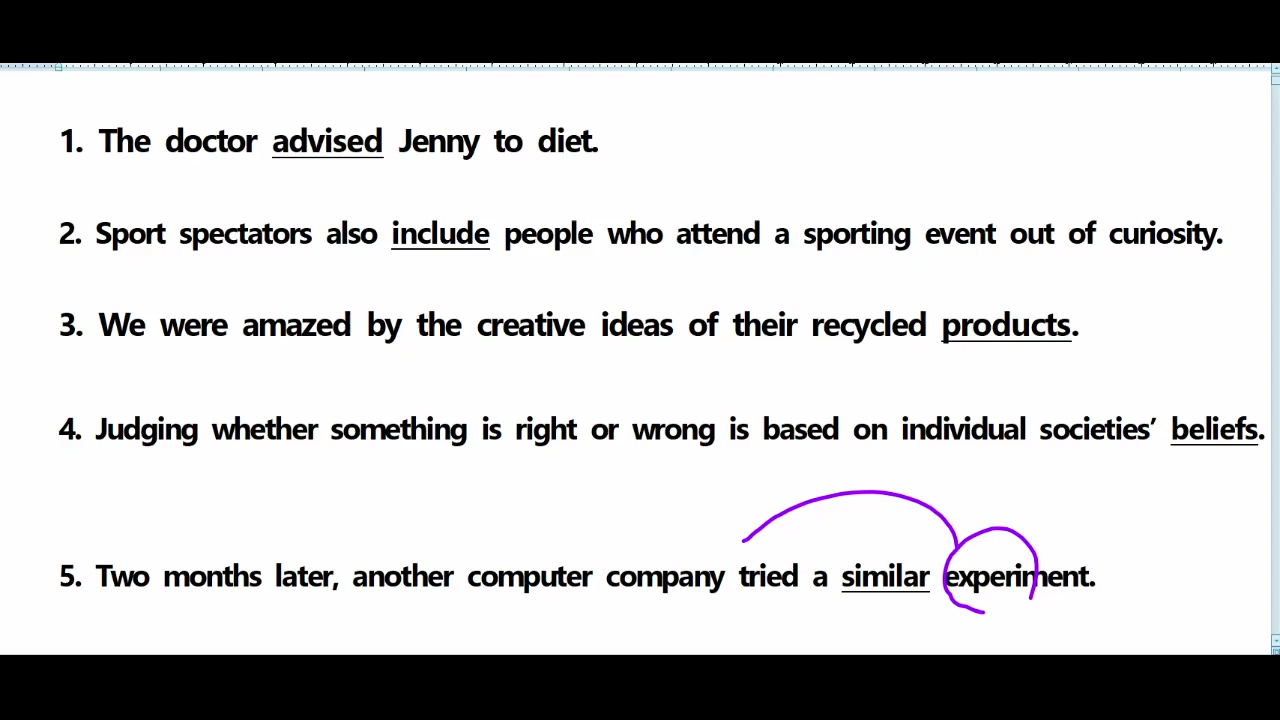 1. The doctor advised Jenny to diet.
2. Sport spectators also include people who attend a sporting event out of curiosity.
3. We were amazed by the creative ideas of their recycled products.
4. Judging whether something is right or wrong is based on individual societies’ beliefs.
5. Two months later, another computer company tried a similar experiment.